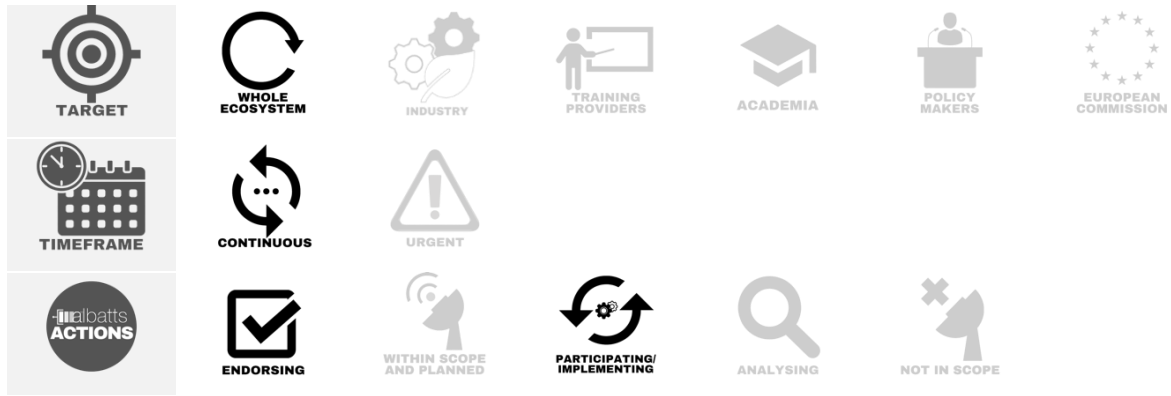 TARGET
WHOLE
ECOSYSTEM
INDUSTRY
TRAINING
PROVIDERS
ACADEMIA
POLICY
MAKERS
EUROPEAN
COMMISSION
TIMEFRAME
CONTINUOUS
URGENT
albatts
ACTIONS
ENDORSING
WITHIN SCOPE
AND PLANNED
PARTICIPATING/
IMPLEMENTING
ANALYSING
NOT IN SCOPE